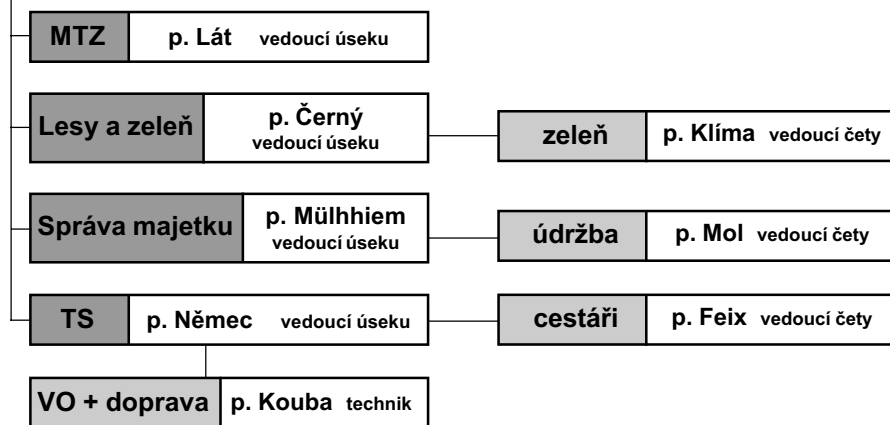 MTZ p. Lát vedoucí úseku
Lesy a zeleň p. Černý
vedoucí úseku
zeleň p. Klíma vedoucí čety
Správa majetku p. Mülhhiem
vedoucí úseku
údržba p. Mol vedoucí čety
TS p. Němec vedoucí úseku
cestáři p. Feix vedoucí čety
VO + doprava p. Kouba technik